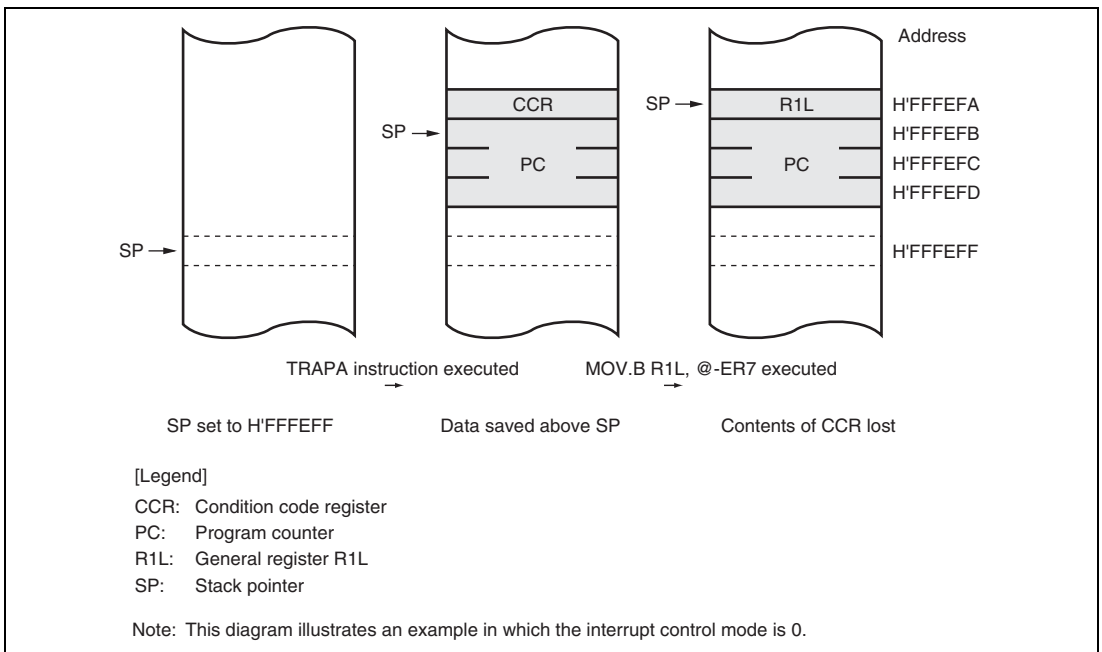 Address
CCR
SP
R1L
H'FFFEFA
SP
H'FFFEFB
PC
PC
H'FFFEFC
H'FFFEFD
SP
H'FFFEFF
TRAPA instruction executed
MOV.B R1L, @-ER7 executed
SP set to H'FFFEFF
Data saved above SP
Contents of CCR lost
[Legend]
CCR: Condition code register
PC: Program counter
R1L: General register R1L
SP: Stack pointer
Note: This diagram illustrates an example in which the interrupt control mode is 0.